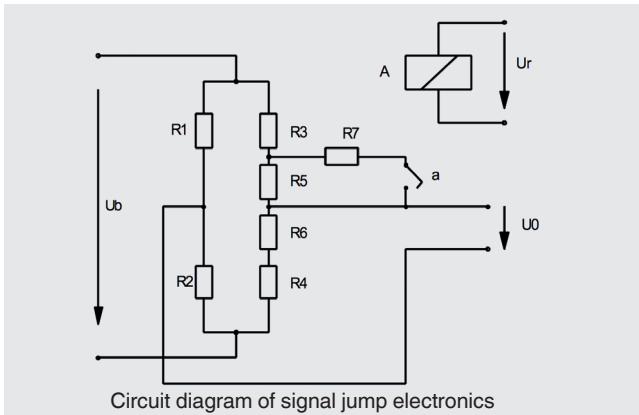 A
Ur
R1
R3
R7
R5
a
Ub
R6
U0
R2
R4
Circuit diagram of signal jump electronics